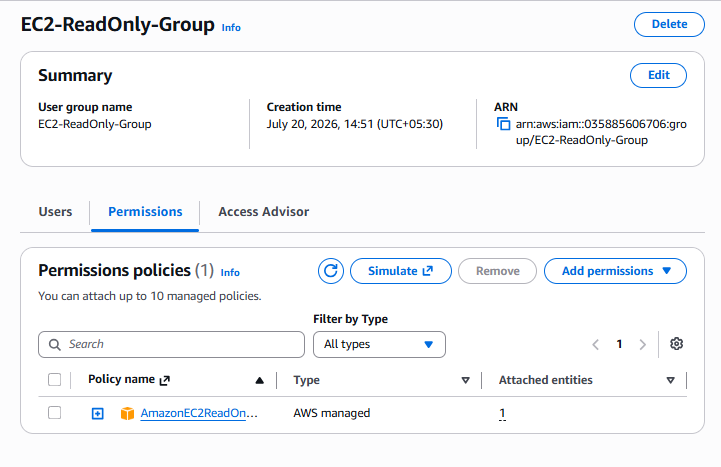 EC2-ReadOnly-Group Info
Delete
Summary
Edit
User group name
EC2-ReadOnly-Group
Creation time
July 20, 2026, 14:51 (UTC+05:30)
ARN
arn:aws:iam::035885606706:gro
up/EC2-ReadOnly-Group
Users
Permissions
Access Advisor
Permissions policies (1) Info
Simulate
Remove
Add permissions
You can attach up to 10 managed policies.
Filter by Type
Search
All types
1
Policy name
Type
Attached entities
AmazonEC2ReadOn...
AWS managed
1